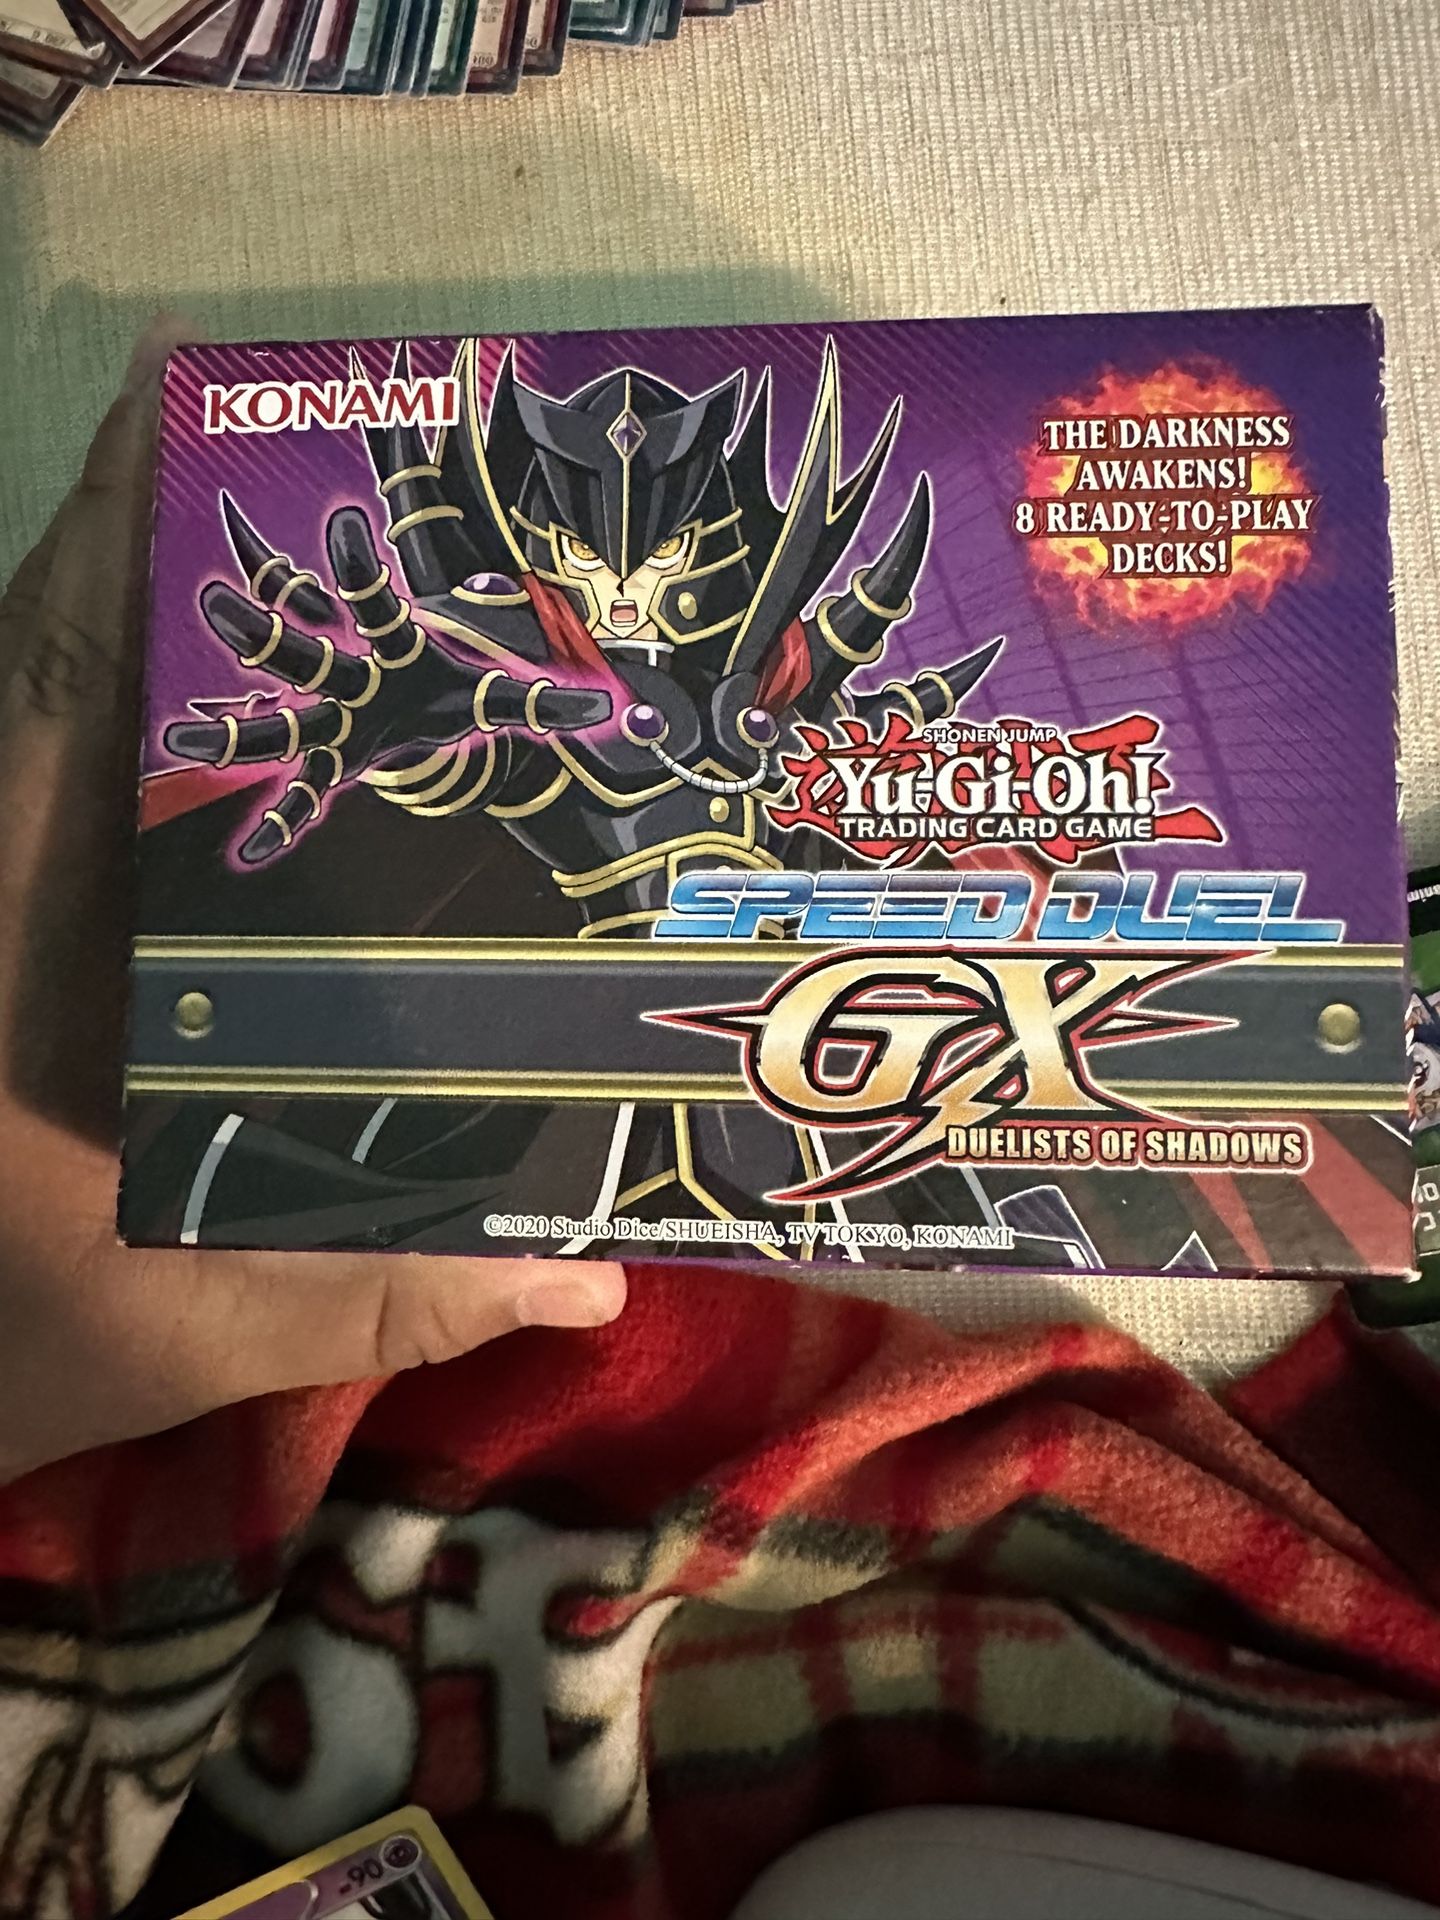 KONAMI
THE DARKNESS
AWAKENS!
8 READY-TO-PLAY
DECKS!
SHONEN JUMP
Yu-Gi-Oh!
TRADING CARD GAME
SPEED DUEL
GX
DUELISTS OF SHADOWS
©2020 Studio Dice/SHUEISHA, TV TOKYO, KONAMI
-90